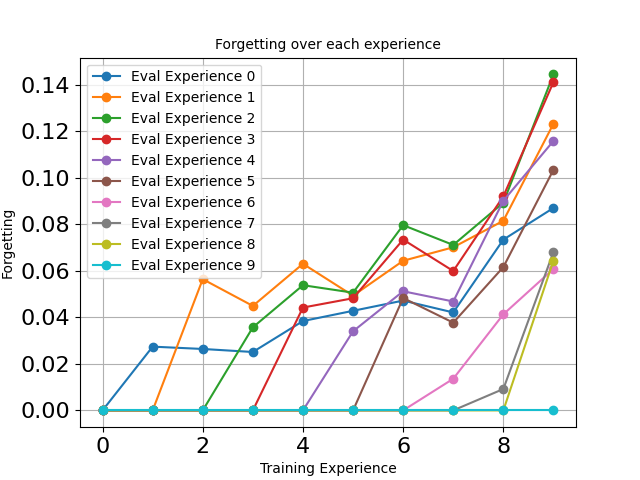 Forgetting over each experience
Forgetting
0.14
0.12
0.10
0.08
0.06
0.04
0.02
0.00
Eval Experience 0
Eval Experience 1
Eval Experience 2
Eval Experience 3
Eval Experience 4
Eval Experience 5
Eval Experience 6
Eval Experience 7
Eval Experience 8
Eval Experience 9
0 2 4 6 8
Training Experience